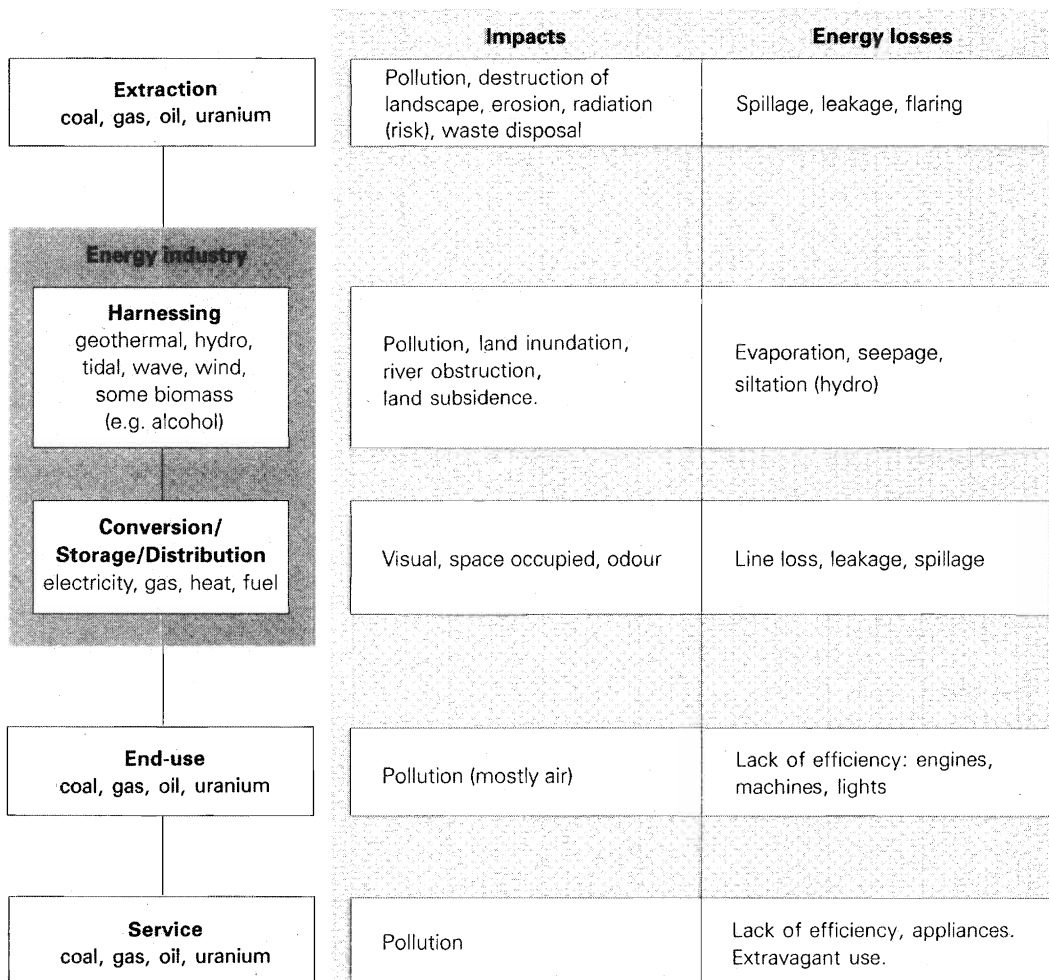 Impacts
Energy losses
Extraction
coal, gas, oil, uranium
Pollution, destruction of
landscape, erosion, radiation
(risk), waste disposal
Spillage, leakage, flaring
Energy industry
Harnessing
geothermal, hydro,
tidal, wave, wind,
some biomass
(e.g. alcohol)
Pollution, land inundation,
river obstruction,
land subsidence.
Evaporation, seepage,
siltation (hydro)
Conversion/
Storage/Distribution
electricity, gas, heat, fuel
Visual, space occupied, odour
Line loss, leakage, spillage
End-use
coal, gas, oil, uranium
Pollution (mostly air)
Lack of efficiency: engines,
machines, lights
Service
coal, gas, oil, uranium
Pollution
Lack of efficiency, appliances.
Extravagant use.